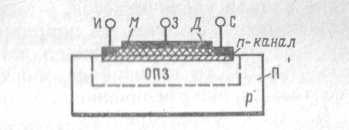 И М З Д С
п-канал
ОПЗ
П
р